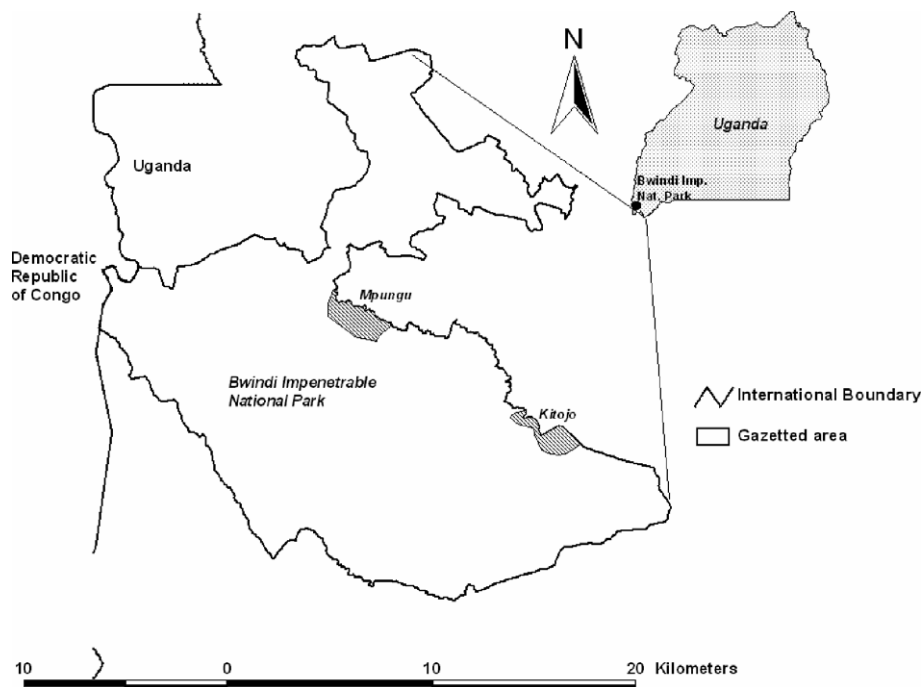 N
Uganda
Bwindi Imp.
Nat. Park
Uganda
Democratic
Republic
of Congo
Mpungu
Bwindi Impenetrable
National Park
Kitojo
International Boundary
Gazetted area
10 0 10 20 Kilometers